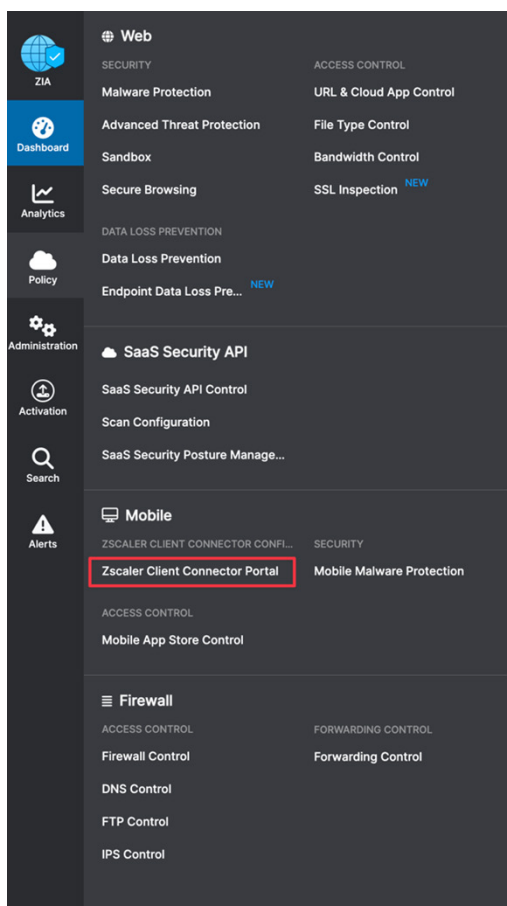 ZIA
Dashboard
Analytics
Policy
Administration
Activation
Search
Alerts
Web
SECURITY
Malware Protection
Advanced Threat Protection
Sandbox
Secure Browsing
ACCESS CONTROL
URL & Cloud App Control
File Type Control
Bandwidth Control
SSL Inspection NEW
DATA LOSS PREVENTION
Data Loss Prevention
Endpoint Data Loss Pre... NEW
SaaS Security API
SaaS Security API Control
Scan Configuration
SaaS Security Posture Manage...
Mobile
ZSCALER CLIENT CONNECTOR CONFI...
Zscaler Client Connector Portal
SECURITY
Mobile Malware Protection
ACCESS CONTROL
Mobile App Store Control
Firewall
ACCESS CONTROL
Firewall Control
DNS Control
FTP Control
IPS Control
FORWARDING CONTROL
Forwarding Control